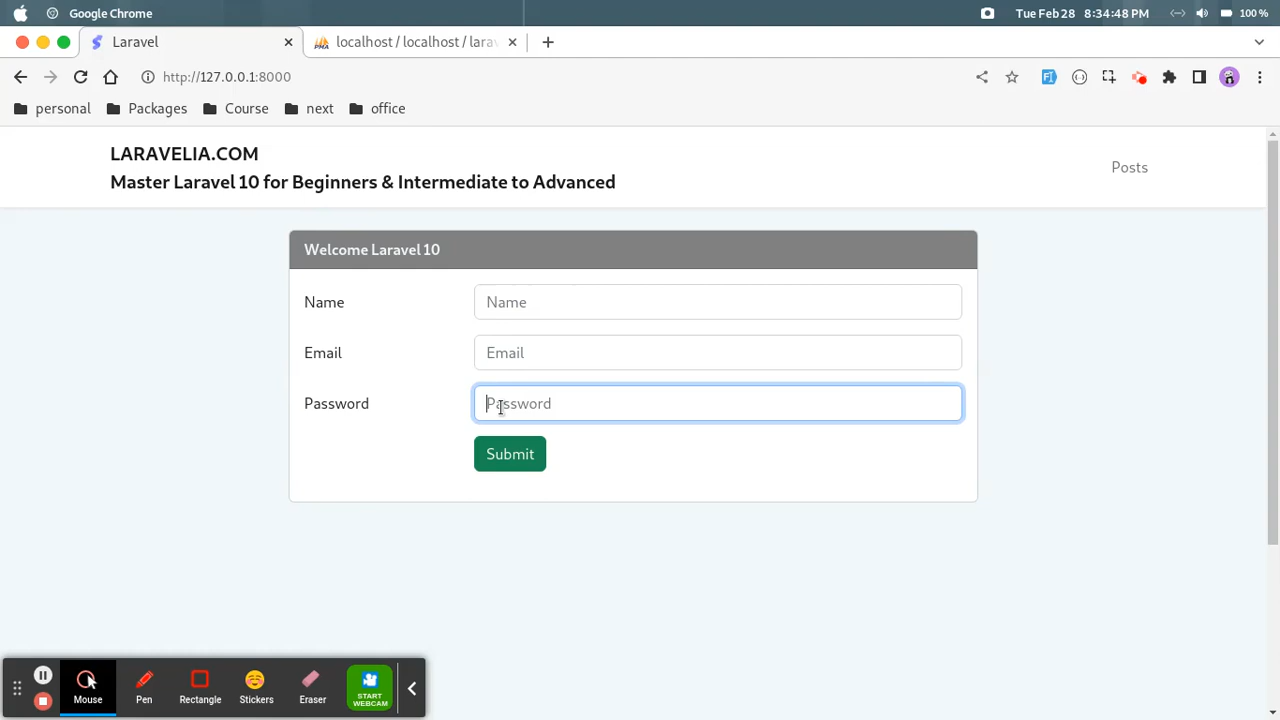 Google Chrome
Tue Feb 28 8:34:48 PM
100 %
Laravel
localhost / localhost / lara
http://127.0.0.1:8000
personal
Packages
Course
next
office
LARAVELIA.COM
Master Laravel 10 for Beginners & Intermediate to Advanced
Posts
Welcome Laravel 10
Name
Name
Email
Email
Password
Password
Submit
Mouse
Pen
Rectangle
Stickers
Eraser
START
WEBCAM